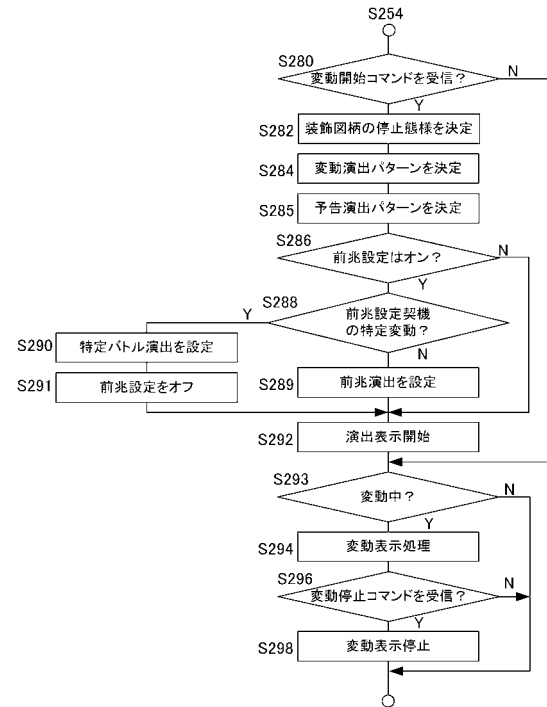 S254
S280
変動開始コマンドを受信？
N
Y
S282
装飾図柄の停止態様を決定
S284
変動演出パターンを決定
S285
予告演出パターンを決定
S286
前兆設定はオン？
N
Y
S288
前兆設定契機
の特定変動？
Y
N
S290
特定バトル演出を設定
S291
前兆設定をオフ
S289
前兆演出を設定
S292
演出表示開始
S293
変動中？
N
Y
S294
変動表示処理
S296
変動停止コマンドを受信？
N
Y
S298
変動表示停止